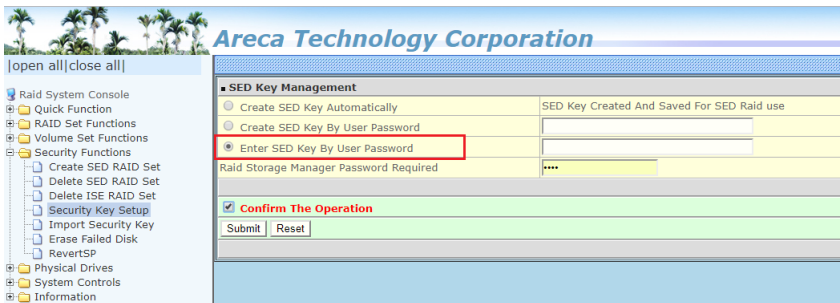 Areca Technology Corporation
|open all|close all|
Raid System Console
Quick Function
RAID Set Functions
Volume Set Functions
Security Functions
Create SED RAID Set
Delete SED RAID Set
Delete ISE RAID Set
Security Key Setup
Import Security Key
Erase Failed Disk
RevertSP
Physical Drives
System Controls
Information
SED Key Management
Create SED Key Automatically SED Key Created And Saved For SED Raid use
Create SED Key By User Password
Enter SED Key By User Password
Raid Storage Manager Password Required ••••
Confirm The Operation
Submit Reset